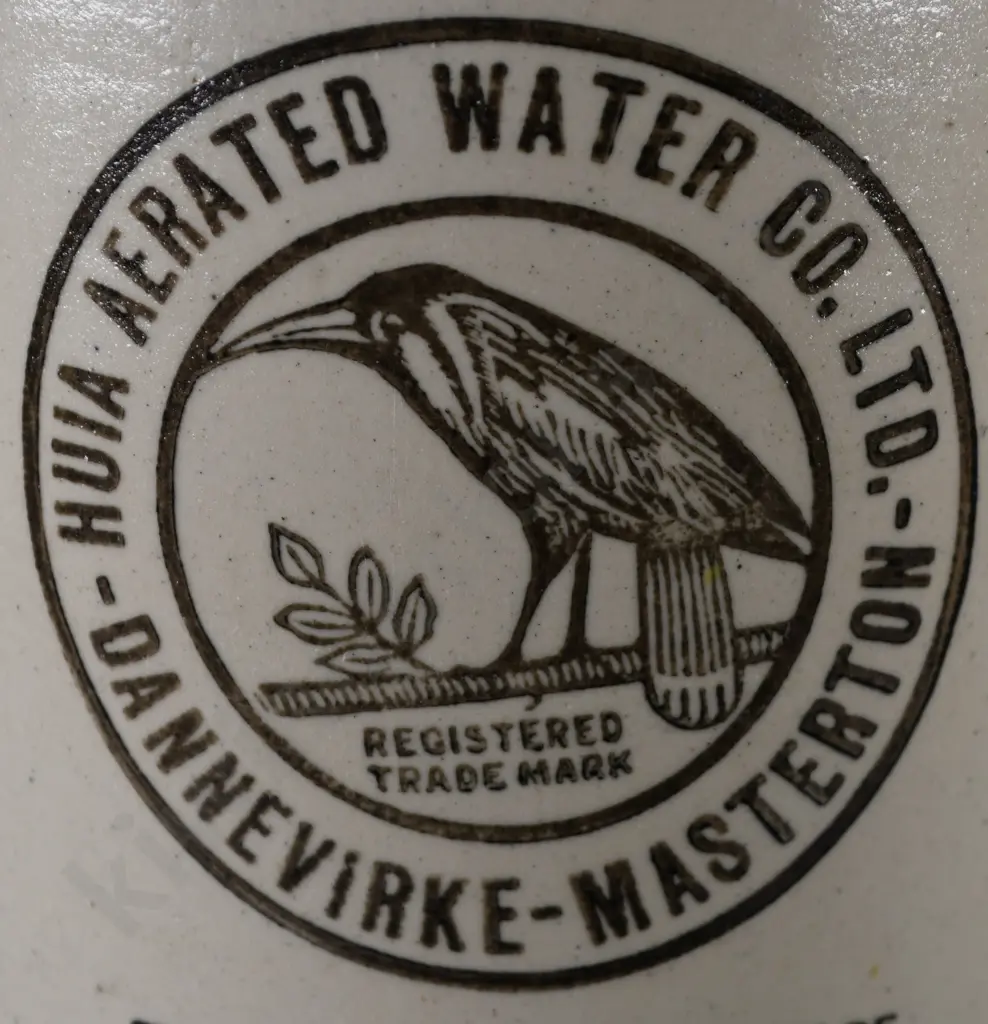 HUIA AERATED WATER CO. LTD.
- DANNEVIRKE - MASTERTON -
REGISTERED
TRADE MARK